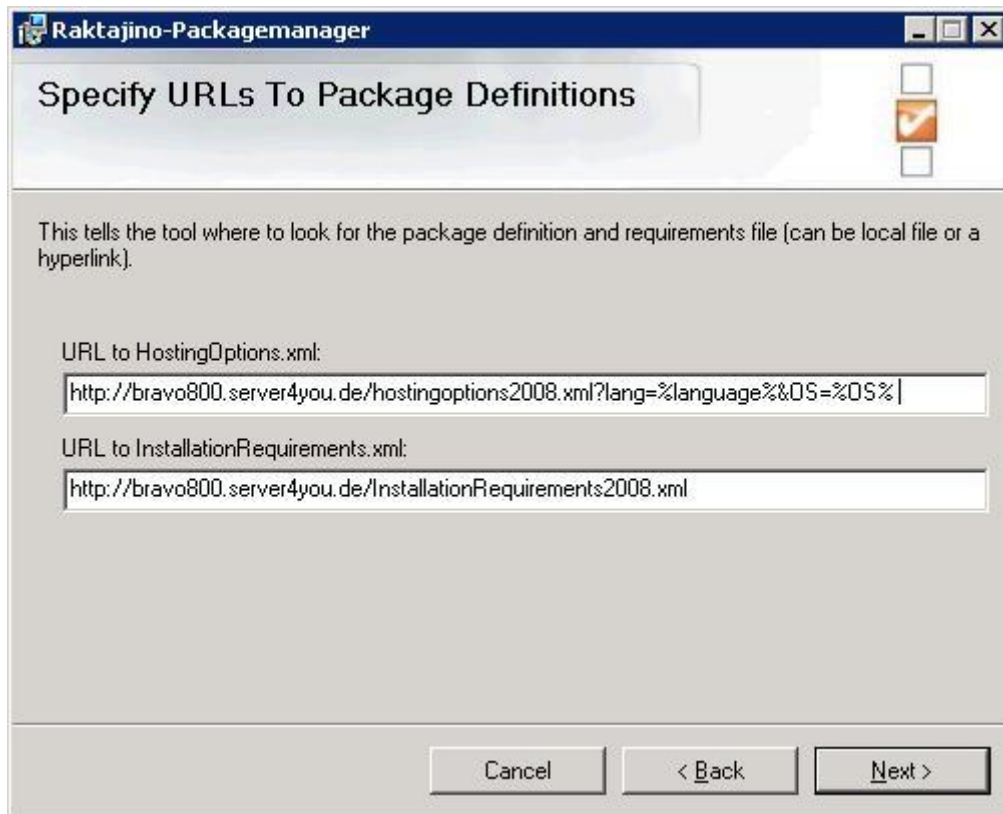 Raktajino-Packagemanager
Specify URLs To Package Definitions
This tells the tool where to look for the package definition and requirements file (can be local file or a
hyperlink).
URL to HostingOptions.xml:
http://bravo800.server4you.de/hostingoptions2008.xml?lang=%language%&OS=%OS%
URL to InstallationRequirements.xml:
http://bravo800.server4you.de/InstallationRequirements2008.xml
Cancel < Back Next >